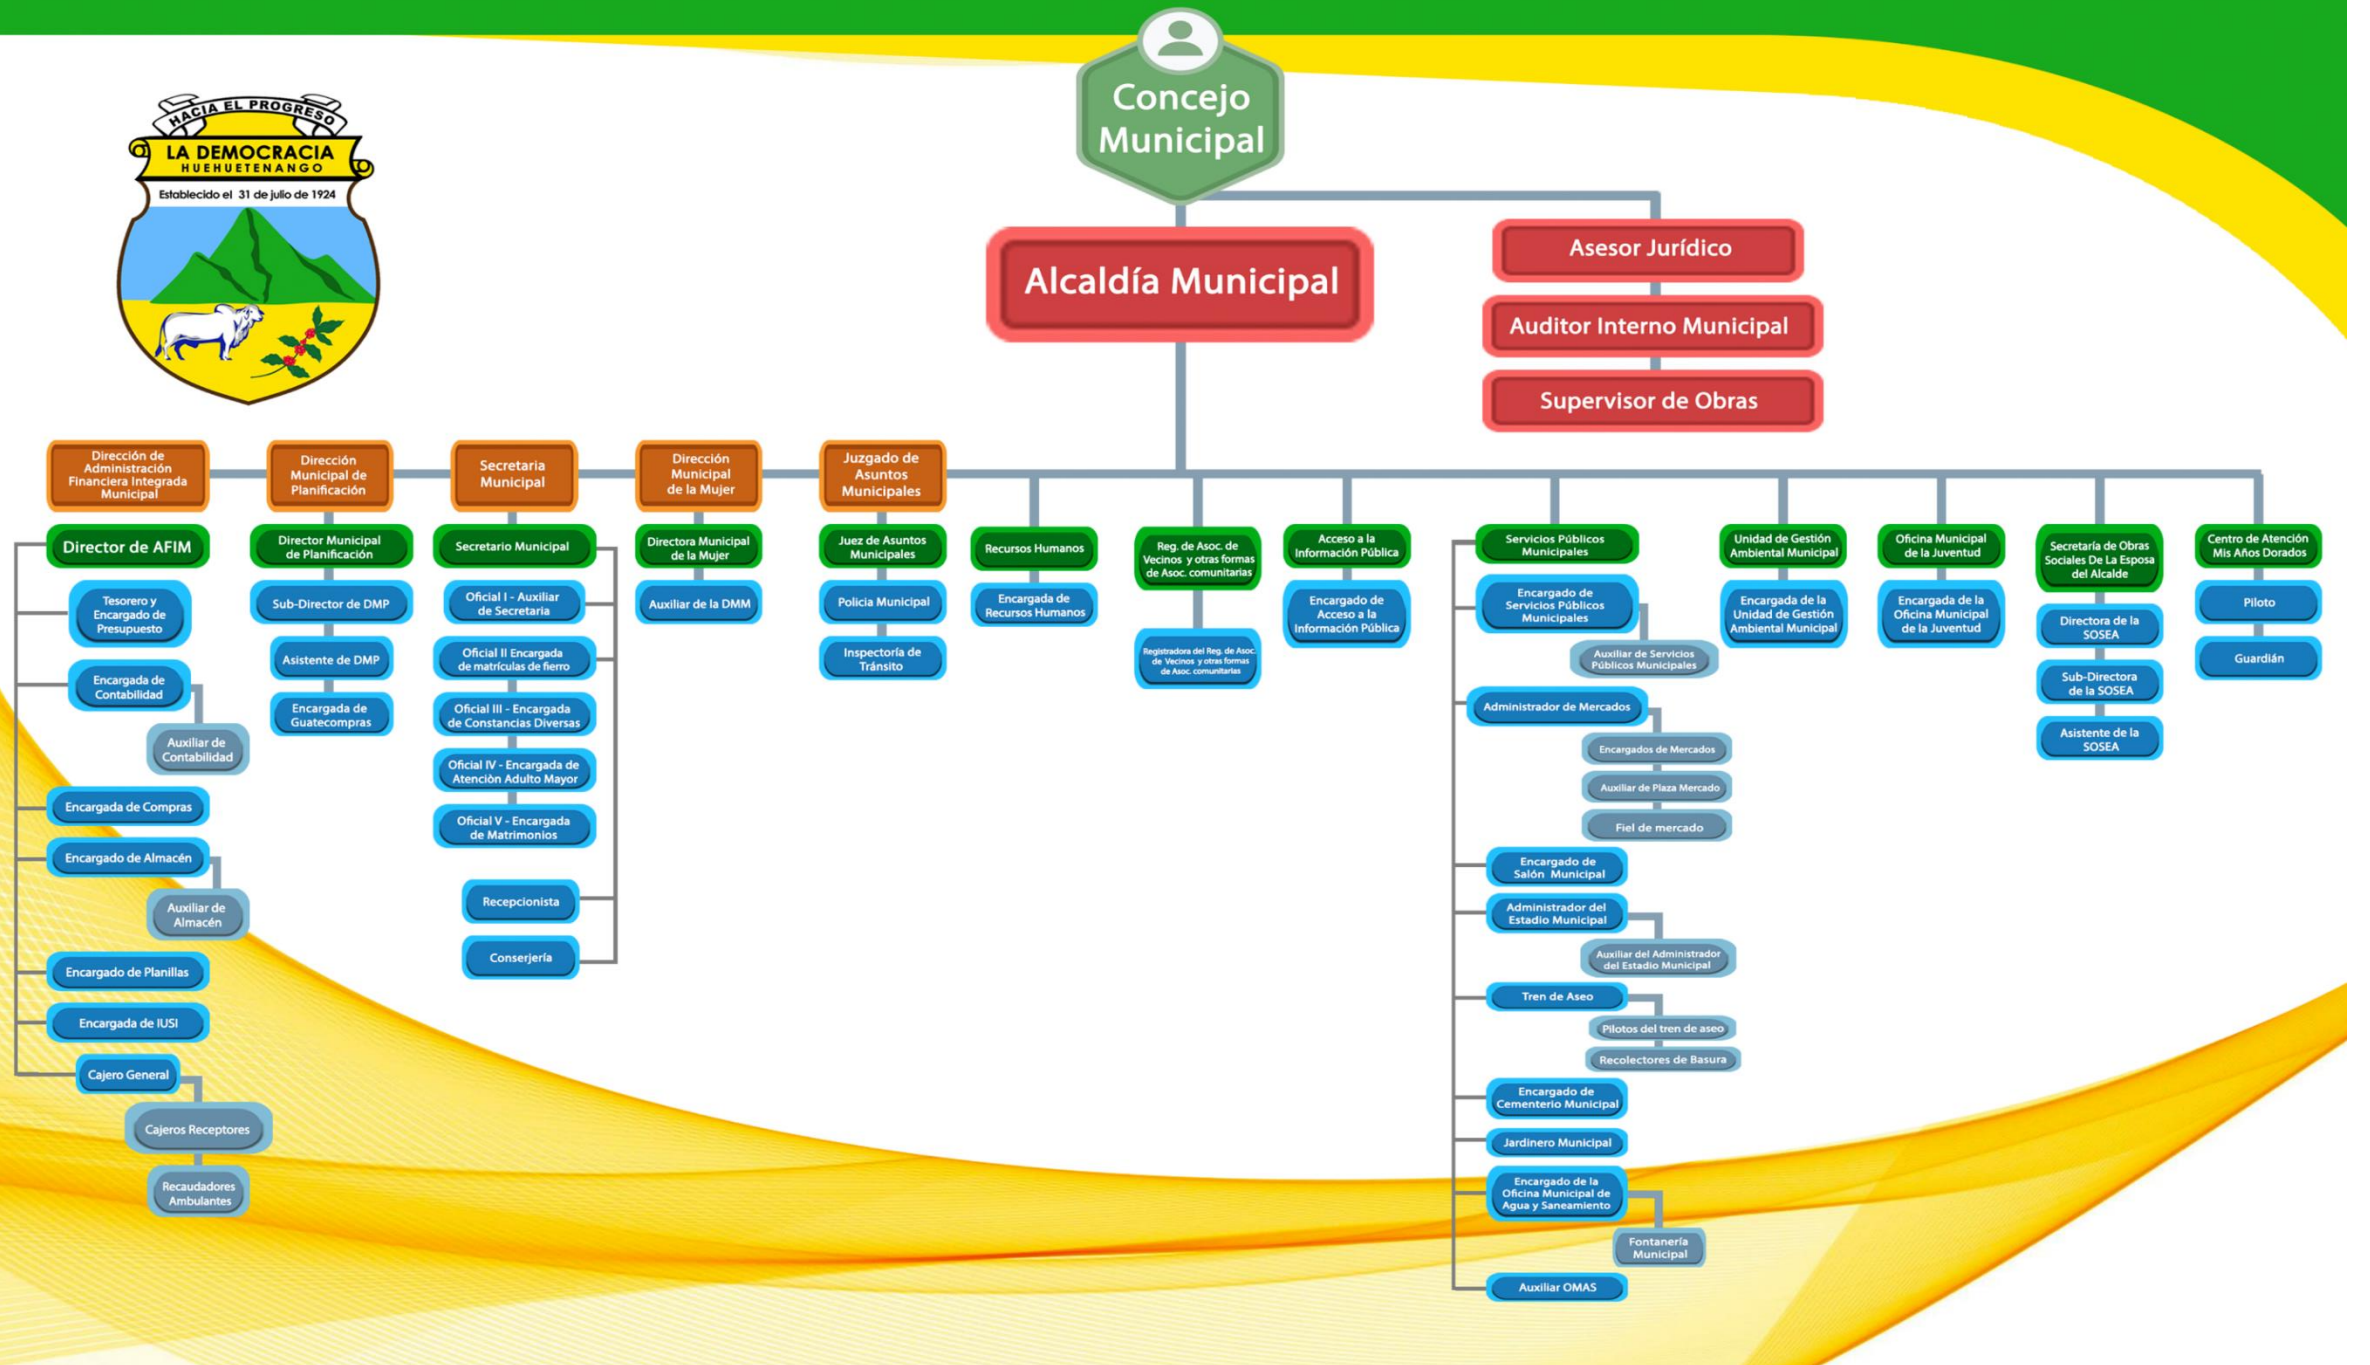 HACIA EL PROGRESO
LA DEMOCRACIA
HUEHUETENANGO
Establecido el 31 de julio de 1924
Concejo
Municipal
Alcaldía Municipal
Asesor Jurídico
Auditor Interno Municipal
Supervisor de Obras
Dirección de
Administración
Financiera Integrada
Municipal
Director de AFIM
Tesorero y
Encargado de
Presupuesto
Encargada de
Contabilidad
Auxiliar de
Contabilidad
Encargada de Compras
Encargado de Almacén
Auxiliar de
Almacén
Encargado de Planillas
Encargada de IUSI
Cajero General
Cajeros Receptores
Recaudadores
Ambulantes
Dirección
Municipal de
Planificación
Director Municipal
de Planificación
Sub-Director de DMP
Asistente de DMP
Encargada de
Guatecompras
Secretaria
Municipal
Secretario Municipal
Oficial I - Auxiliar
de Secretaria
Oficial II Encargada
de matrículas de fierro
Oficial III - Encargada
de Constancias Diversas
Oficial IV - Encargada de
Atenciòn Adulto Mayor
Oficial V - Encargada
de Matrimonios
Recepcionista
Conserjería
Dirección
Municipal
de la Mujer
Directora Municipal
de la Mujer
Auxiliar de la DMM
Juzgado de
Asuntos
Municipales
Juez de Asuntos
Municipales
Policia Municipal
Inspectoría de
Tránsito
Recursos Humanos
Encargada de
Recursos Humanos
Reg. de Asoc. de
Vecinos y otras formas
de Asoc. comunitarias
Registradora del Reg. de Asoc.
de Vecinos y otras formas
de Asoc. comunitarias
Acceso a la
Información Pública
Encargado de
Acceso a la
Información Pública
Servicios Públicos
Municipales
Encargado de
Servicios Públicos
Municipales
Auxiliar de Servicios
Públicos Municipales
Administrador de Mercados
Encargados de Mercados
Auxiliar de Plaza Mercado
Fiel de mercado
Encargado de
Salón Municipal
Administrador del
Estadio Municipal
Auxiliar del Administrador
del Estadio Municipal
Tren de Aseo
Pilotos del tren de aseo
Recolectores de Basura
Encargado de
Cementerio Municipal
Jardinero Municipal
Encargado de la
Oficina Municipal de
Agua y Saneamiento
Fontanería
Municipal
Auxiliar OMAS
Unidad de Gestión
Ambiental Municipal
Encargada de la
Unidad de Gestión
Ambiental Municipal
Oficina Municipal
de la Juventud
Encargada de la
Oficina Municipal
de la Juventud
Secretaría de Obras
Sociales De La Esposa
del Alcalde
Directora de la
SOSEA
Sub-Directora
de la SOSEA
Asistente de la
SOSEA
Centro de Atención
Mis Años Dorados
Piloto
Guardián